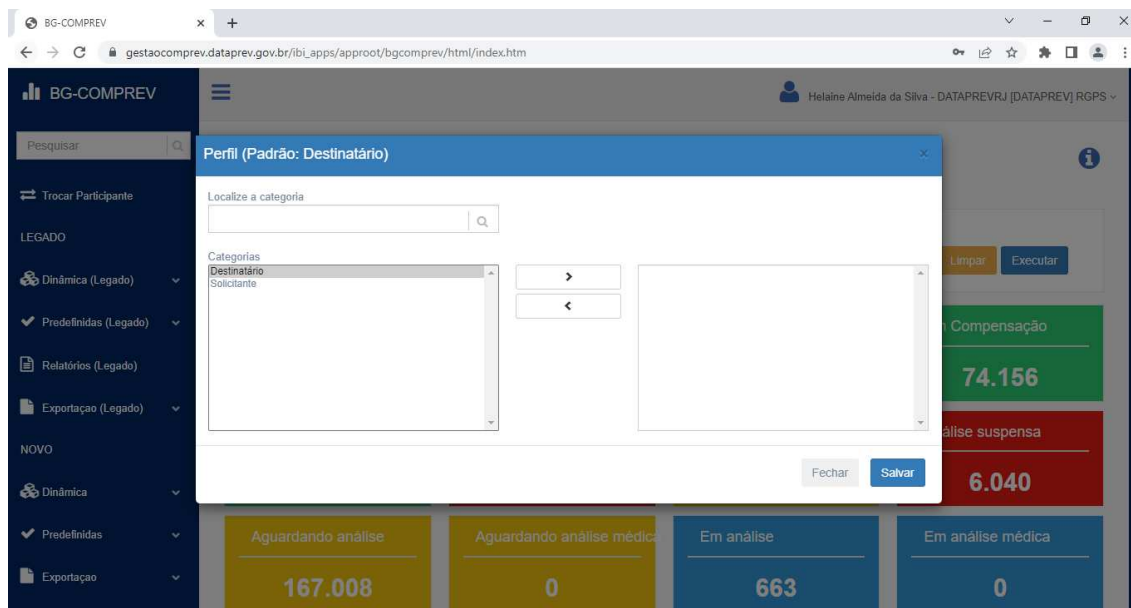 BG-COMPREV
gestaocomprev.dataprev.gov.br/ibi_apps/approot/bgcomprev/html/index.htm
BG-COMPREV
Helaine Almeida da Silva - DATAPREVRJ [DATAPREV] RGPS
Pesquisar
Trocar Participante
LEGADO
Dinâmica (Legado)
Predefinidas (Legado)
Relatórios (Legado)
Exportaçao (Legado)
NOVO
Dinâmica
Predefinidas
Exportaçao
Perfil (Padrão: Destinatário)
Localize a categoria
Categorias
Destinatário
Solicitante
Fechar
Salvar
Limpar
Executar
Compensação
74.156
álise suspensa
6.040
Aguardando análise
167.008
Aguardando análise médica
0
Em análise
663
Em análise médica
0